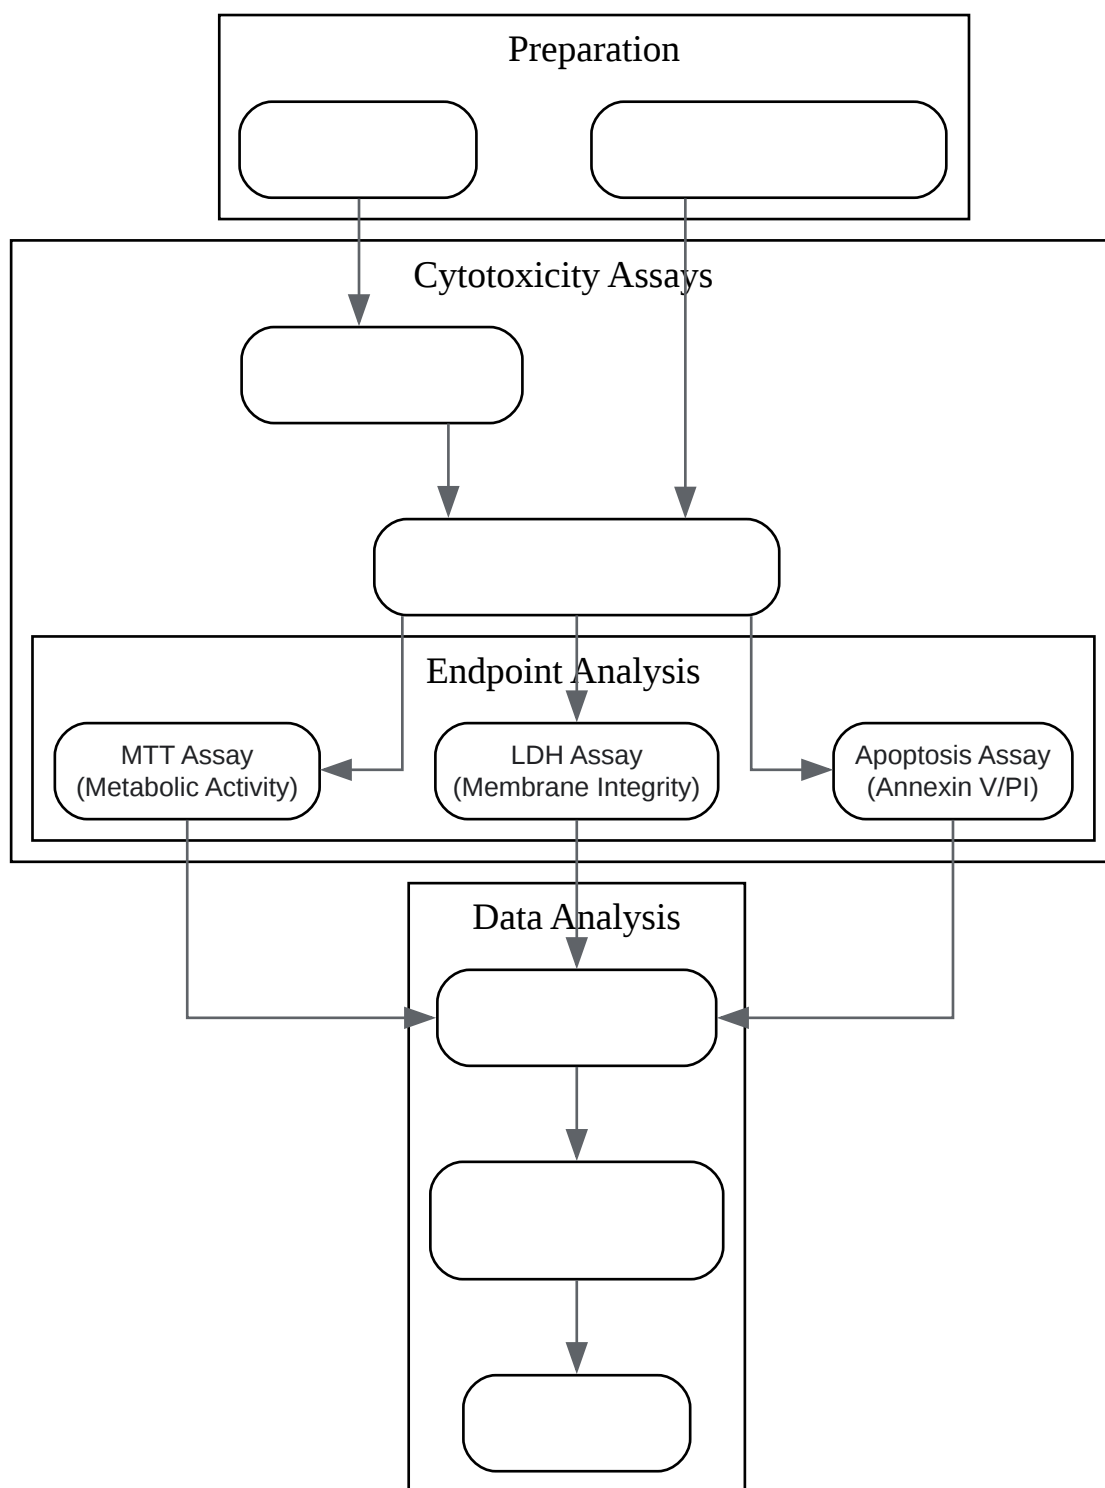 Preparation
Cytotoxicity Assays
Endpoint Analysis
MTT Assay
(Metabolic Activity)
LDH Assay
(Membrane Integrity)
Apoptosis Assay
(Annexin V/PI)
Data Analysis